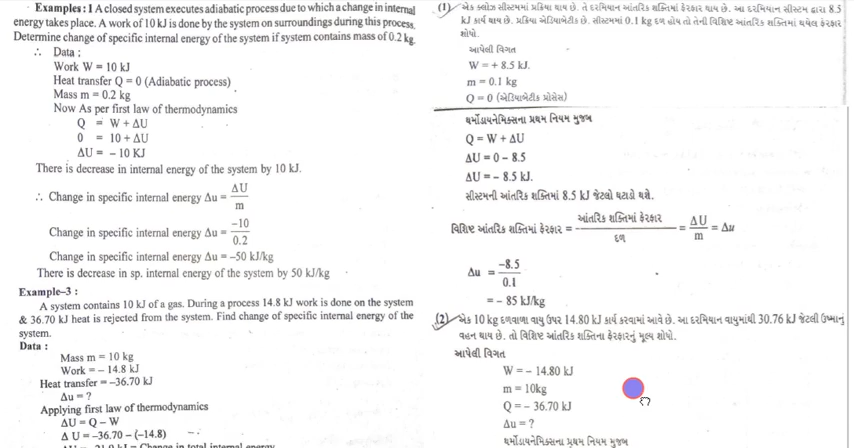 Examples : 1 A closed system executes adiabatic process due to which a change in internal
energy takes place. A work of 10 kJ is done by the system on surroundings during this process.
Determine change of specific internal energy of the system if system contains mass of 0.2 kg.
∴ Data :
Work W = 10 kJ
Heat transfer Q = 0 (Adiabatic process)
Mass m = 0.2 kg
Now As per first law of thermodynamics
Q = W + ΔU
0 = 10 + ΔU
ΔU = – 10 KJ
There is decrease in internal energy of the system by 10 kJ.
∴ Change in specific internal energy Δu = ΔU / m
Change in specific internal energy Δu = –10 / 0.2
Change in specific internal energy Δu = –50 kJ/kg
There is decrease in sp. internal energy of the system by 50 kJ/kg
Example–3 :
A system contains 10 kJ of a gas. During a process 14.8 kJ work is done on the system
& 36.70 kJ heat is rejected from the system. Find change of specific internal energy of the
system.
Data :
Mass m = 10 kg
Work = – 14.8 kJ
Heat transfer = –36.70 kJ
Δu = ?
Applying first law of thermodynamics
ΔU = Q – W
Δ U = –36.70 – (–14.8)
= Change in total internal energy
(1) એક ક્લોઝ સીસ્ટમમાં પ્રક્રિયા થાય છે. તે દરમિયાન આંતરિક શક્તિમાં ફેરફાર થાય છે. આ દરમિયાન સીસ્ટમ દ્વારા 8.5
kJ કાર્ય થાય છે. પ્રક્રિયા એડિયાબેટીક છે. સીસ્ટમમાં 0.1 kg દળ હોય તો તેની વિશિષ્ટ આંતરિક શક્તિમાં થયેલ ફેરફાર
શોધો.
આપેલી વિગત
W = + 8.5 kJ.
m = 0.1 kg
Q = 0 (એડિયાબેટીક પ્રોસેસ)
થર્મોડાયનેમિક્સના પ્રથમ નિયમ મુજબ
Q = W + ΔU
ΔU = 0 – 8.5
ΔU = – 8.5 kJ.
સીસ્ટમની આંતરિક શક્તિમાં 8.5 kJ જેટલો ઘટાડો થશે.
વિશિષ્ટ આંતરિક શક્તિમાં ફેરફાર = આંતરિક શક્તિમાં ફેરફાર / દળ = ΔU / m = Δu
Δu = –8.5 / 0.1
= – 85 kJ/kg
(2) એક 10 kg દળવાળા વાયુ ઉપર 14.80 kJ કાર્ય કરવામાં આવે છે. આ દરમિયાન વાયુમાંથી 30.76 kJ જેટલી ઉષ્માનું
વહન થાય છે. તો વિશિષ્ટ આંતરિક શક્તિના ફેરફારનું મૂલ્ય શોધો.
આપેલી વિગત
W = – 14.80 kJ
m = 10kg
Q = – 36.70 kJ
Δu = ?
થર્મોડાયનેમિક્સના પ્રથમ નિયમ મુજબ